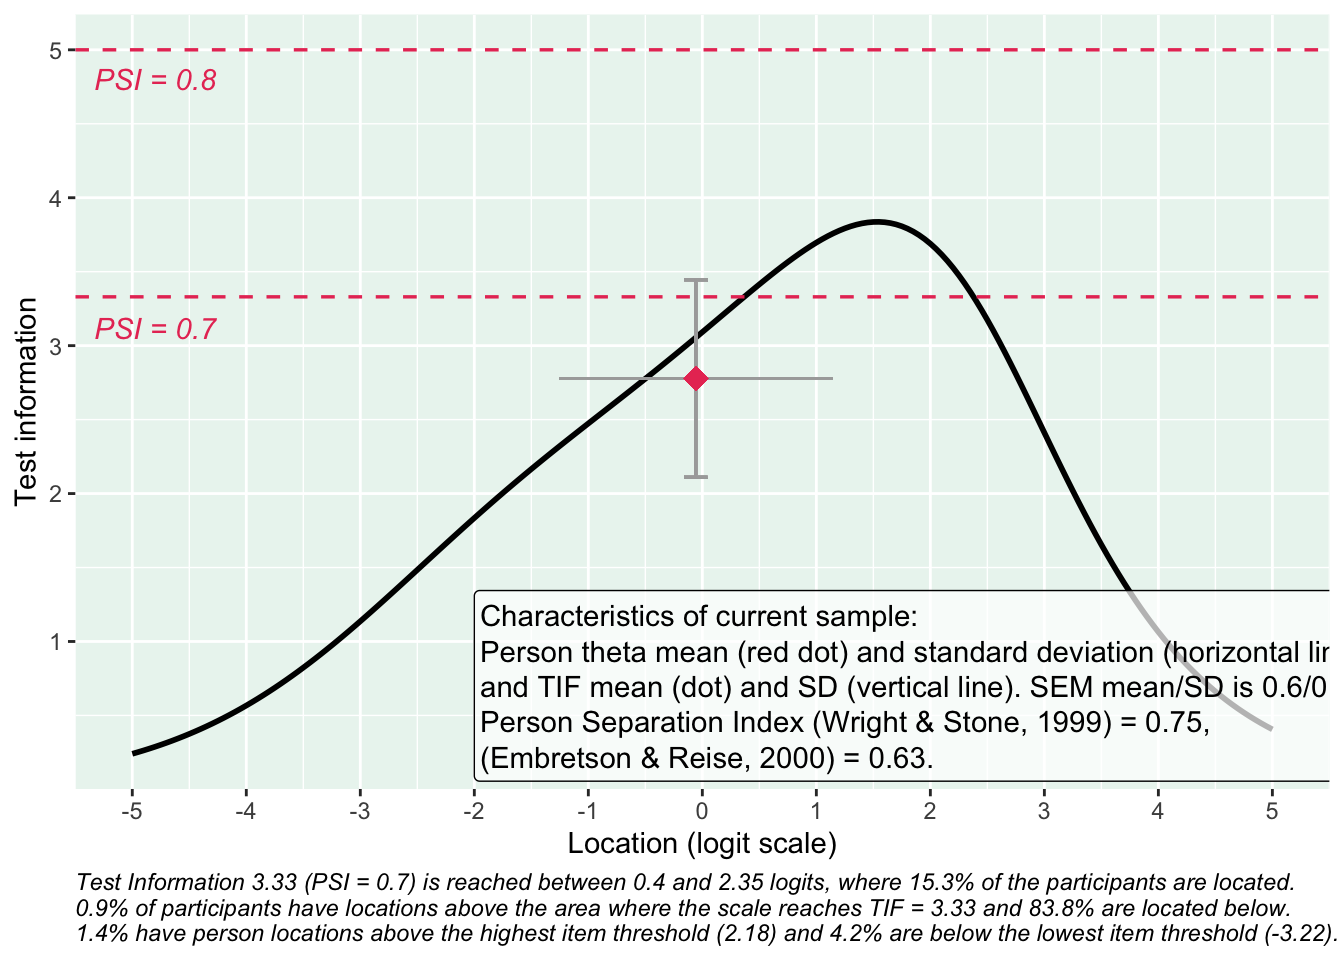 5
PSI = 0.8
4
PSI = 0.7
3
Test information
2
1
Characteristics of current sample:
Person theta mean (red dot) and standard deviation (horizontal
and TIF mean (dot) and SD (vertical line). SEM mean/SD is 0.6/0
Person Separation Index (Wright & Stone, 1999) = 0.75,
(Embretson & Reise, 2000) = 0.63.
-5 -4 -3 -2 -1 0 1 2 3 4 5
Location (logit scale)
Test Information 3.33 (PSI = 0.7) is reached between 0.4 and 2.35 logits, where 15.3% of the participants are located.
0.9% of participants have locations above the area where the scale reaches TIF = 3.33 and 83.8% are located below.
1.4% have person locations above the highest item threshold (2.18) and 4.2% are below the lowest item threshold (-3.22).